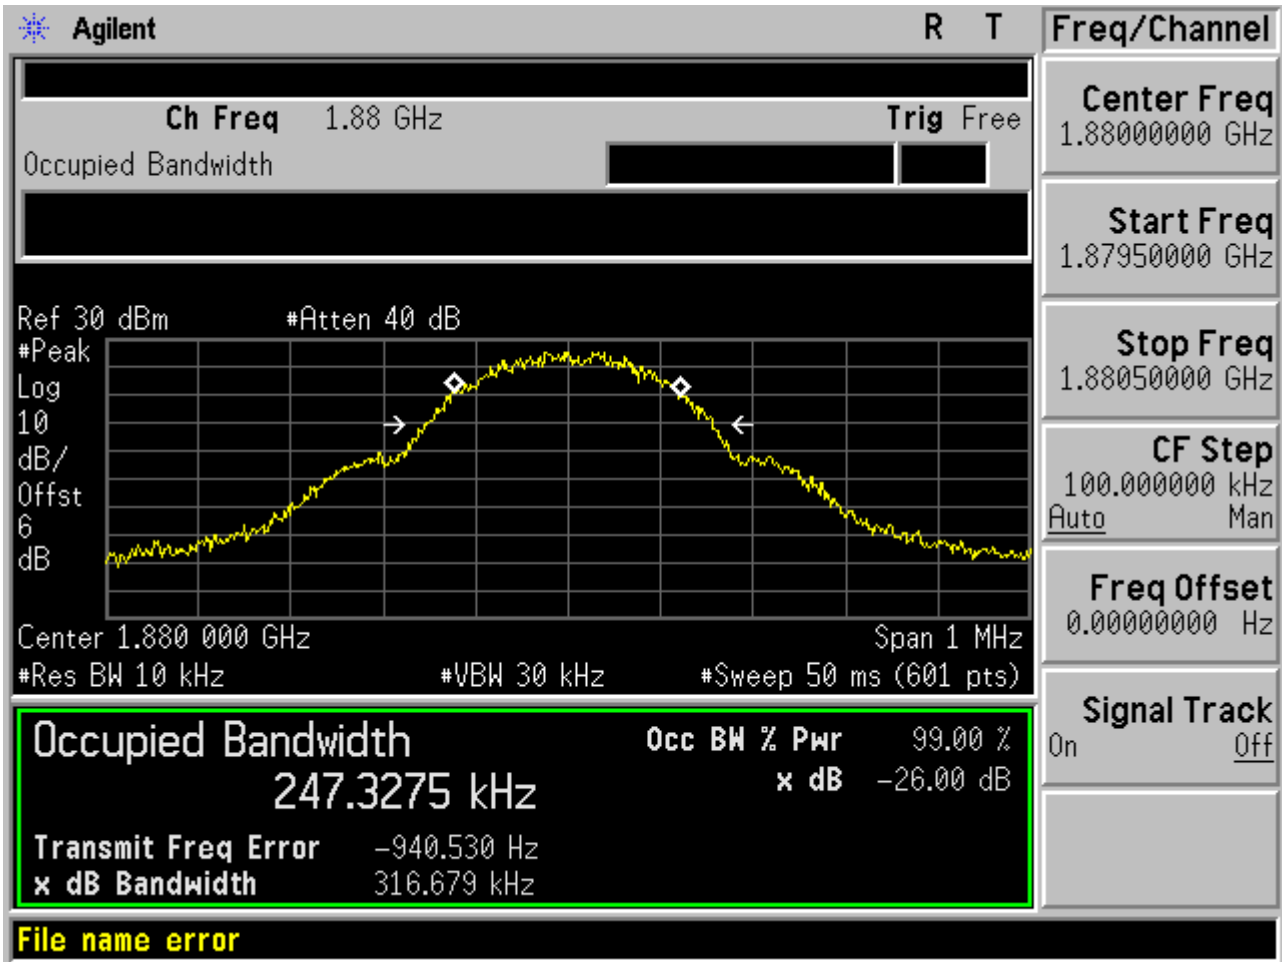 Agilent R T
Freq/Channel
Ch Freq 1.88 GHz Trig Free
Occupied Bandwidth
Center Freq
1.88000000 GHz
Start Freq
1.87950000 GHz
Stop Freq
1.88050000 GHz
CF Step
100.000000 kHz
Auto Man
Freq Offset
0.00000000 Hz
Signal Track
On Off
Ref 30 dBm #Atten 40 dB
#Peak
Log
10
dB/
Offst
6
dB
Center 1.880 000 GHz Span 1 MHz
#Res BW 10 kHz #VBW 30 kHz #Sweep 50 ms (601 pts)
Occupied Bandwidth
247.3275 kHz
Occ BW % Pwr 99.00 %
x dB -26.00 dB
Transmit Freq Error -940.530 Hz
x dB Bandwidth 316.679 kHz
File name error